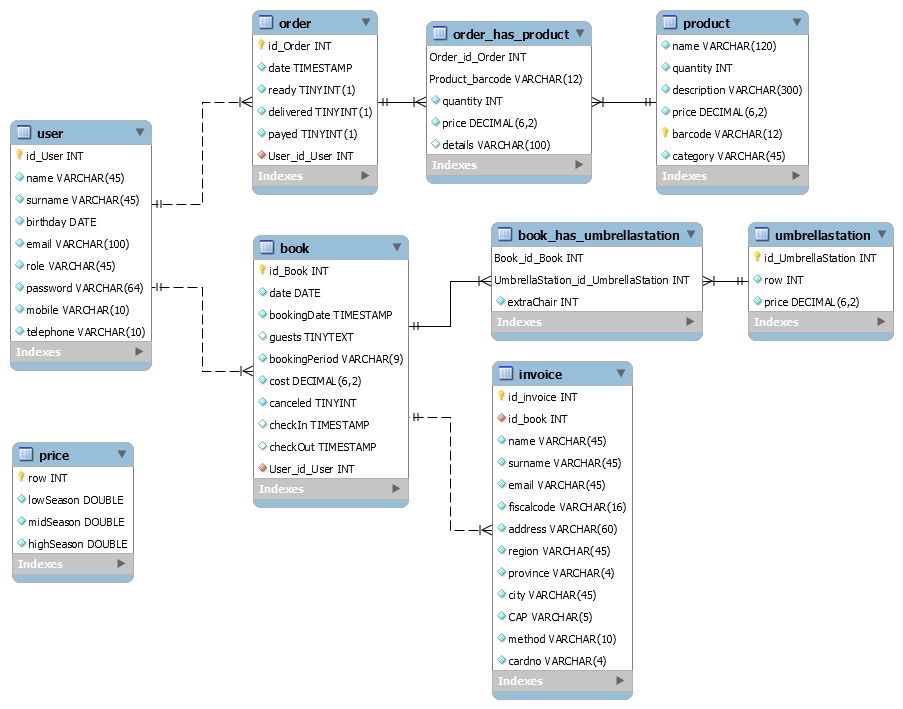 order
id_Order INT
date TIMESTAMP
ready TINYINT(1)
delivered TINYINT(1)
payed TINYINT(1)
User_id_User INT
Indexes
order_has_product
Order_id_Order INT
Product_barcode VARCHAR(12)
quantity INT
price DECIMAL(6,2)
details VARCHAR(100)
Indexes
product
name VARCHAR(120)
quantity INT
description VARCHAR(300)
price DECIMAL(6,2)
barcode VARCHAR(12)
category VARCHAR(45)
Indexes
user
id_User INT
name VARCHAR(45)
surname VARCHAR(45)
birthday DATE
email VARCHAR(100)
role VARCHAR(45)
password VARCHAR(64)
mobile VARCHAR(10)
telephone VARCHAR(10)
Indexes
book
id_Book INT
date DATE
bookingDate TIMESTAMP
guests TINYTEXT
bookingPeriod VARCHAR(9)
cost DECIMAL(6,2)
canceled TINYINT
checkIn TIMESTAMP
checkOut TIMESTAMP
User_id_User INT
Indexes
book_has_umbrellastation
Book_id_Book INT
UmbrellaStation_id_UmbrellaStation INT
extraChair INT
Indexes
umbrellastation
id_UmbrellaStation INT
row INT
price DECIMAL(6,2)
Indexes
invoice
id_invoice INT
id_book INT
name VARCHAR(45)
surname VARCHAR(45)
email VARCHAR(45)
fiscalcode VARCHAR(16)
address VARCHAR(60)
region VARCHAR(45)
province VARCHAR(4)
city VARCHAR(45)
CAP VARCHAR(5)
method VARCHAR(10)
cardno VARCHAR(4)
Indexes
price
row INT
lowSeason DOUBLE
midSeason DOUBLE
highSeason DOUBLE
Indexes